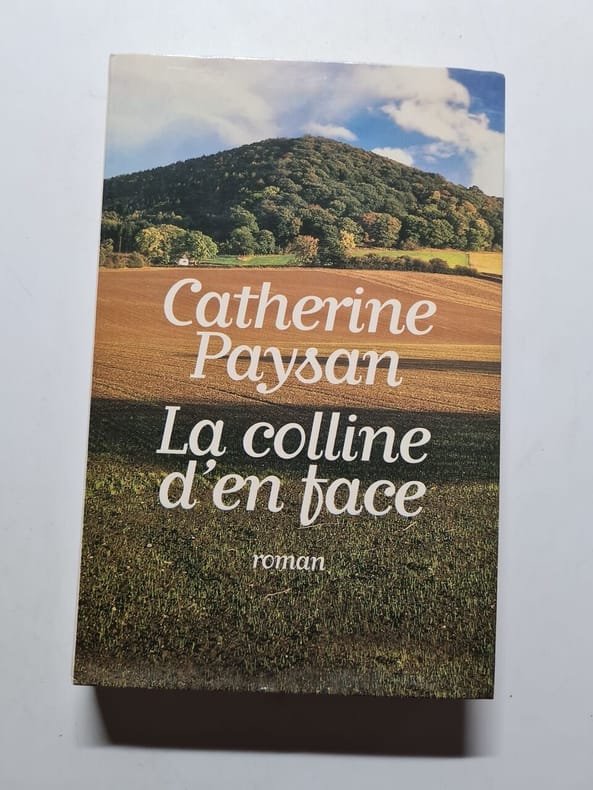 Catherine
Paysan
La colline
d'en face
roman